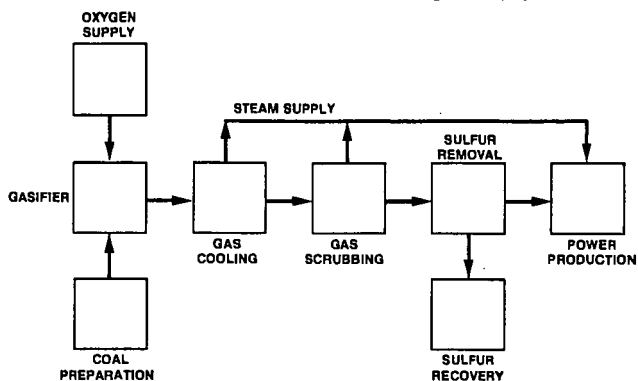 OXYGEN
SUPPLY
STEAM SUPPLY
SULFUR
REMOVAL
GASIFIER
GAS
COOLING
GAS
SCRUBBING
POWER
PRODUCTION
COAL
PREPARATION
SULFUR
RECOVERY